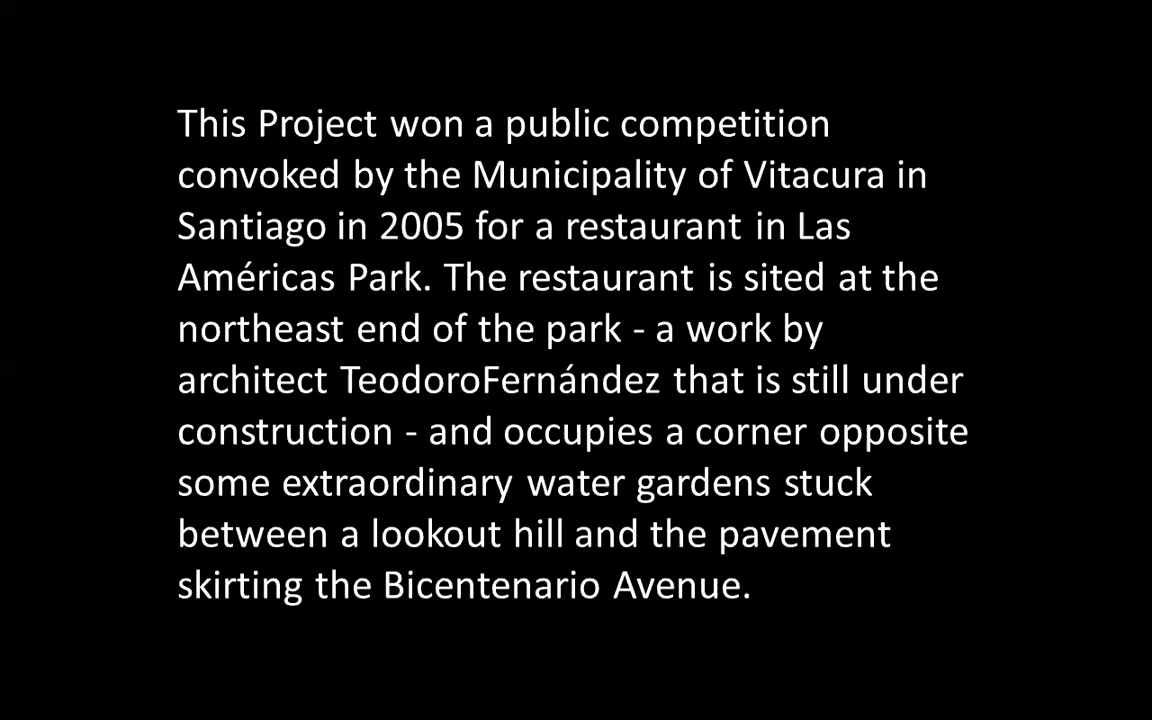 This Project won a public competition
convoked by the Municipality of Vitacura in
Santiago in 2005 for a restaurant in Las
Américas Park. The restaurant is sited at the
northeast end of the park - a work by
architect TeodoroFernández that is still under
construction - and occupies a corner opposite
some extraordinary water gardens stuck
between a lookout hill and the pavement
skirting the Bicentenario Avenue.